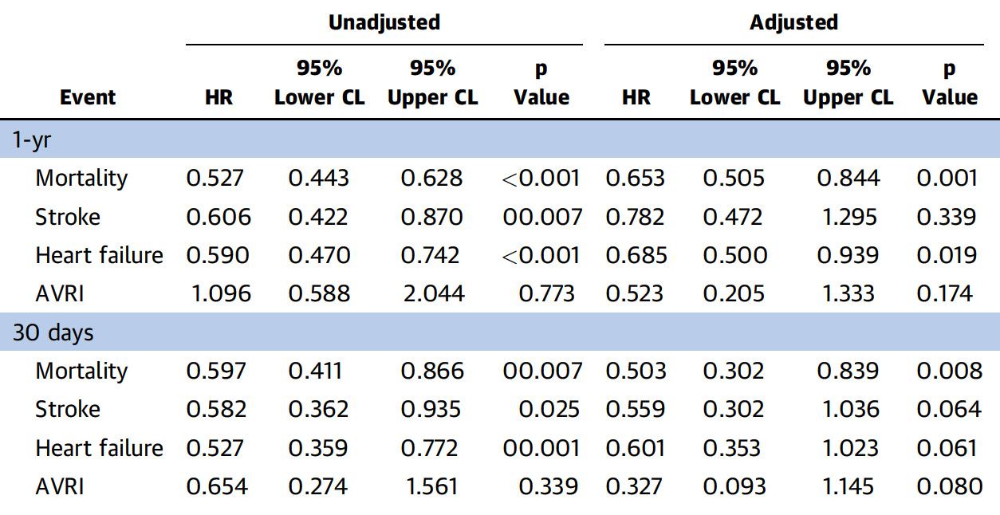 Unadjusted Adjusted
95% 95% p 95% 95% p
Event HR Lower CL Upper CL Value HR Lower CL Upper CL Value
1-yr
Mortality 0.527 0.443 0.628 <0.001 0.653 0.505 0.844 0.001
Stroke 0.606 0.422 0.870 00.007 0.782 0.472 1.295 0.339
Heart failure 0.590 0.470 0.742 <0.001 0.685 0.500 0.939 0.019
AVRI 1.096 0.588 2.044 0.773 0.523 0.205 1.333 0.174
30 days
Mortality 0.597 0.411 0.866 00.007 0.503 0.302 0.839 0.008
Stroke 0.582 0.362 0.935 0.025 0.559 0.302 1.036 0.064
Heart failure 0.527 0.359 0.772 00.001 0.601 0.353 1.023 0.061
AVRI 0.654 0.274 1.561 0.339 0.327 0.093 1.145 0.080